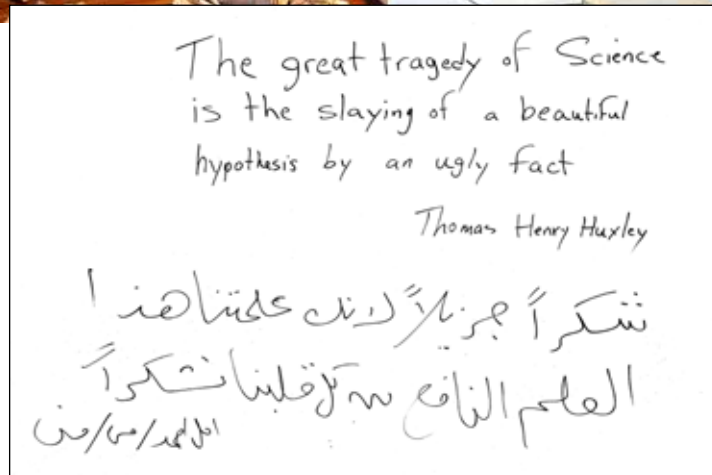 The great tragedy of Science
is the slaying of a beautiful
hypothesis by an ugly fact
Thomas Henry Huxley
شكراً جزيلاً لانك علمتنا هذا
العلم النافع من كل قلبنا شكراً